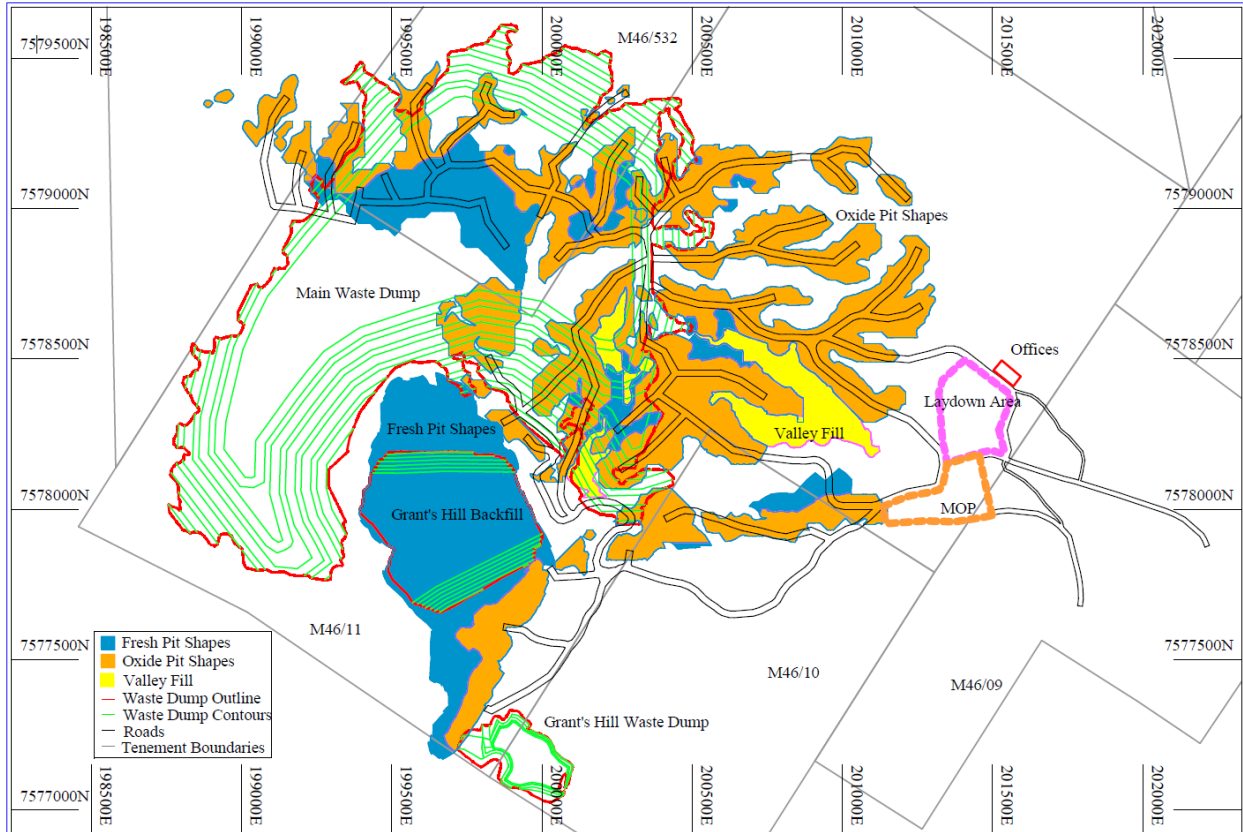 198500E
199000E
199500E
200000E
200500E
201000E
201500E
202000E
7579500N
7579500N
M46/532
7579000N
7579000N
Oxide Pit Shapes
Main Waste Dump
7578500N
7578500N
Offices
Laydown Area
Fresh Pit Shapes
Valley Fill
7578000N
7578000N
Grant's Hill Backfill
MOP
M46/11
7577500N
7577500N
M46/10
M46/09
Fresh Pit Shapes
Oxide Pit Shapes
Valley Fill
Waste Dump Outline
Waste Dump Contours
Roads
Tenement Boundaries
Grant's Hill Waste Dump
7577000N
7577000N
198500E
199000E
199500E
200000E
200500E
201000E
201500E
202000E